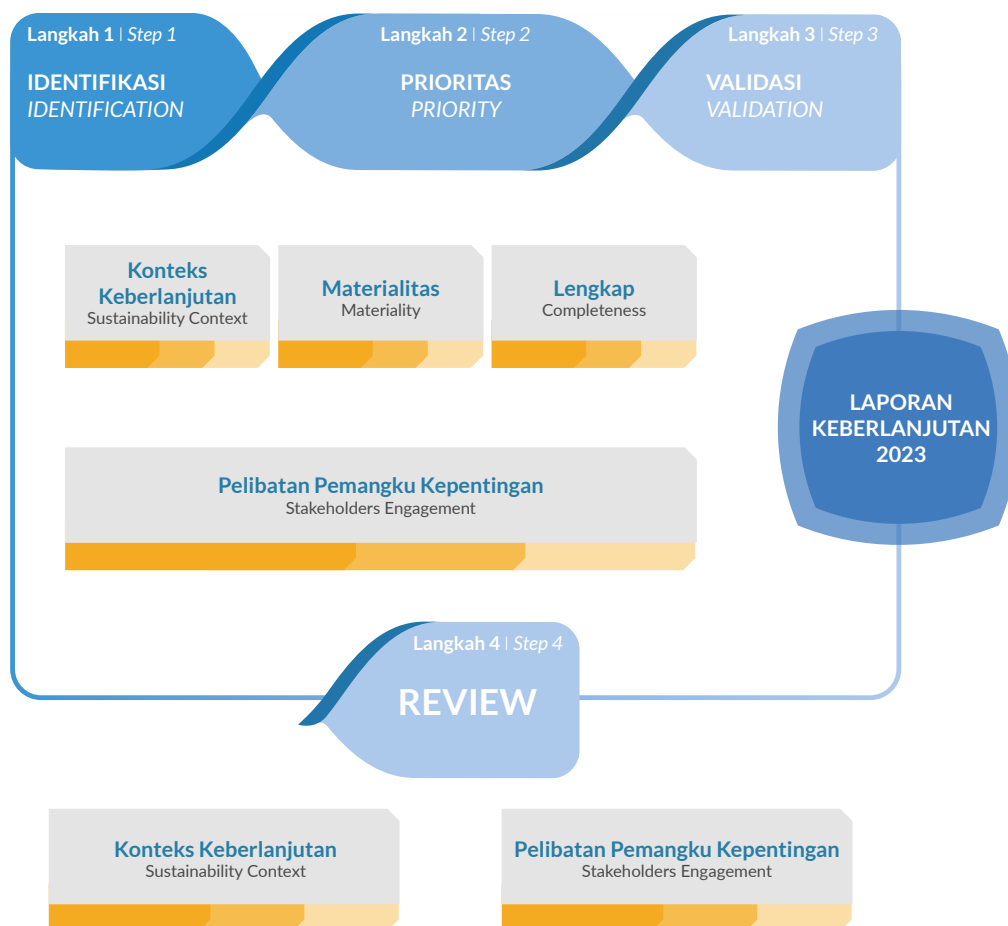 Langkah 1 | Step 1
IDENTIFIKASI
IDENTIFICATION
Langkah 2 | Step 2
PRIORITAS
PRIORITY
Langkah 3 | Step 3
VALIDASI
VALIDATION
Konteks
Keberlanjutan
Sustainability Context
Materialitas
Materiality
Lengkap
Completeness
LAPORAN
KEBERLANJUTAN
2023
Pelibatan Pemangku Kepentingan
Stakeholders Engagement
Langkah 4 | Step 4
REVIEW
Konteks Keberlanjutan
Sustainability Context
Pelibatan Pemangku Kepentingan
Stakeholders Engagement